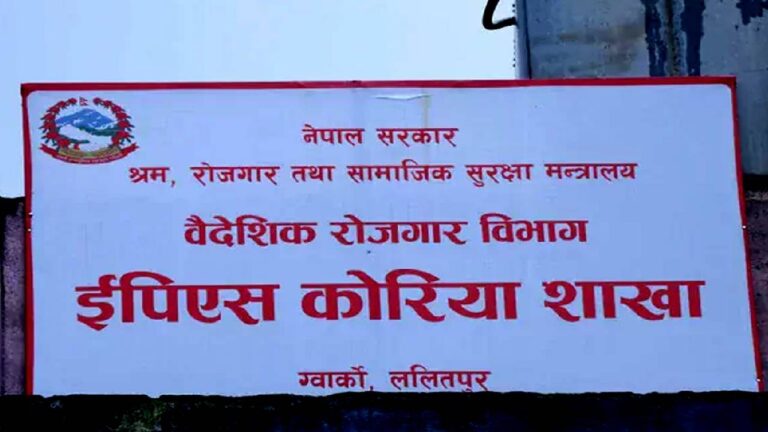 नेपाल सरकार
श्रम, रोजगार तथा सामाजिक सुरक्षा मन्त्रालय
वैदेशिक रोजगार विभाग
ईपिएस कोरिया शाखा
ग्वार्को, ललितपुर